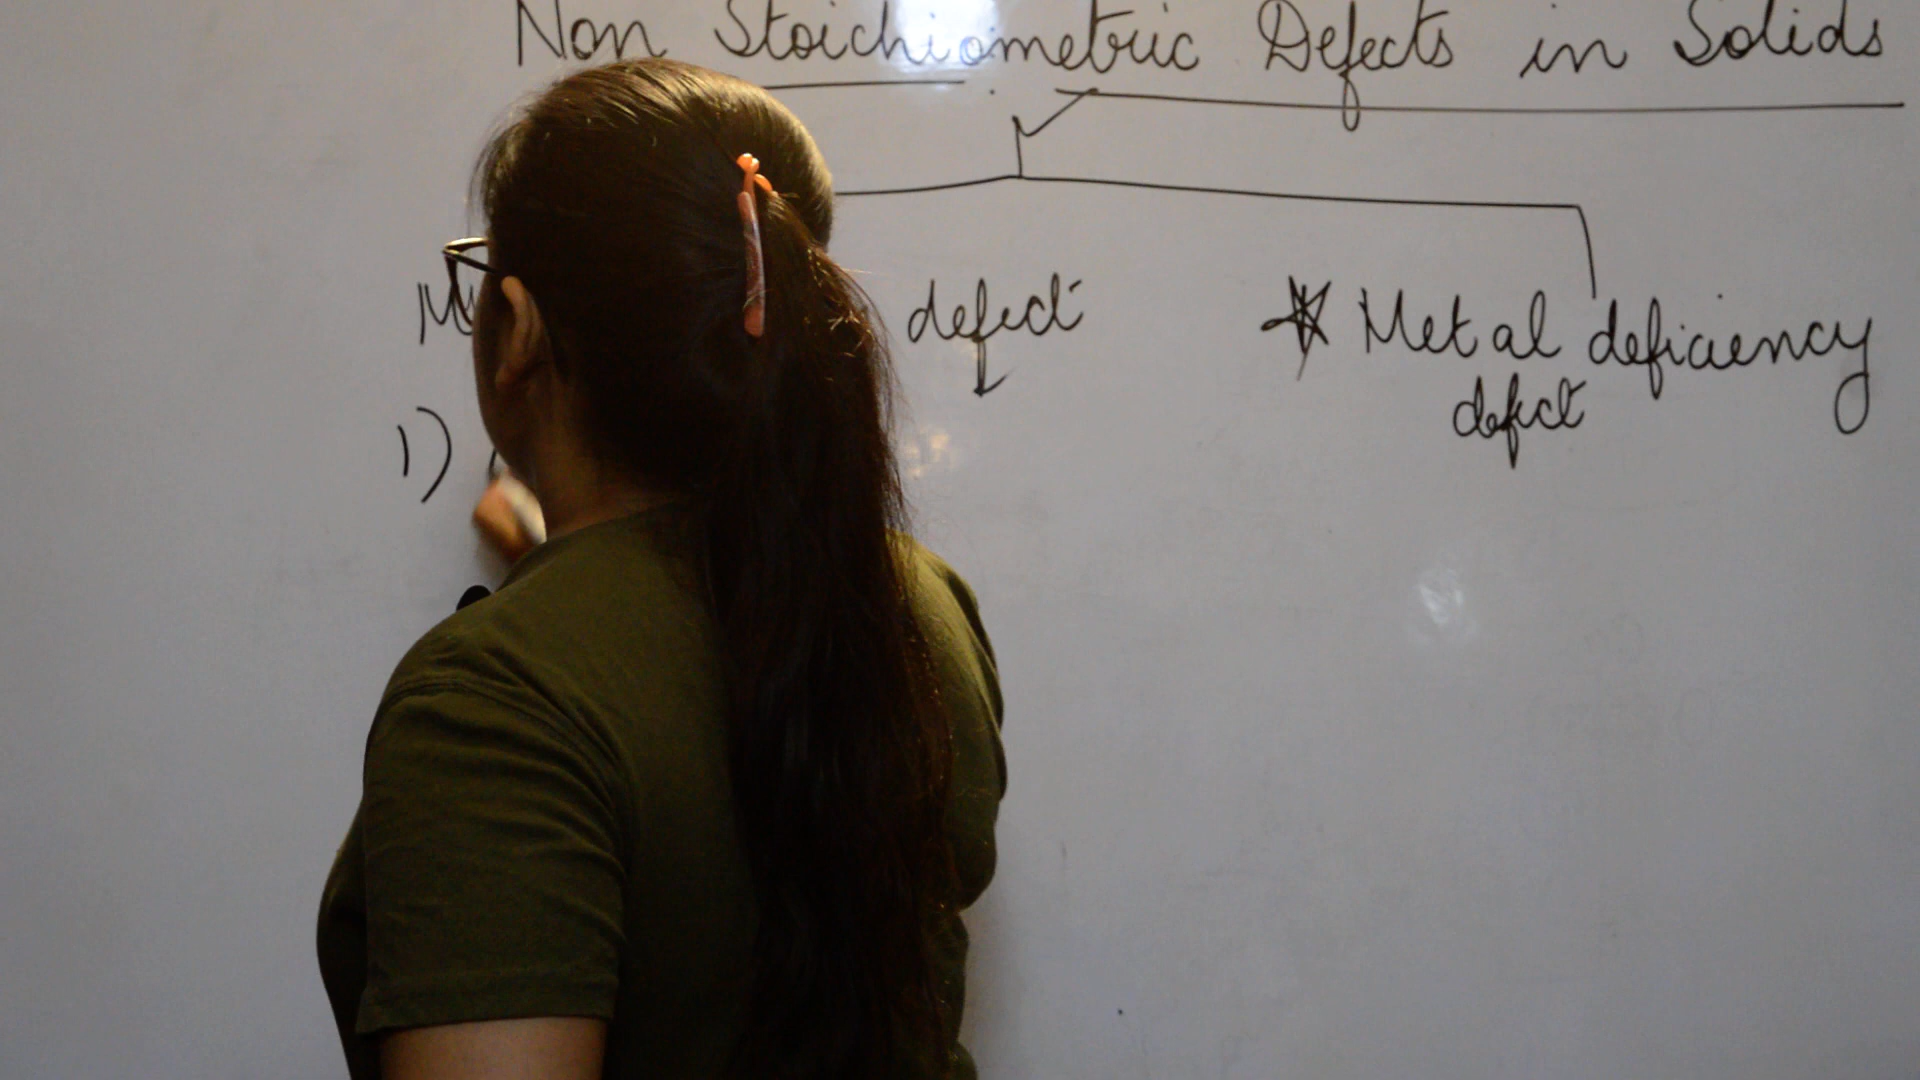 Non Stoichiometric Defects in Solids
defect
Metal deficiency
defect
1)